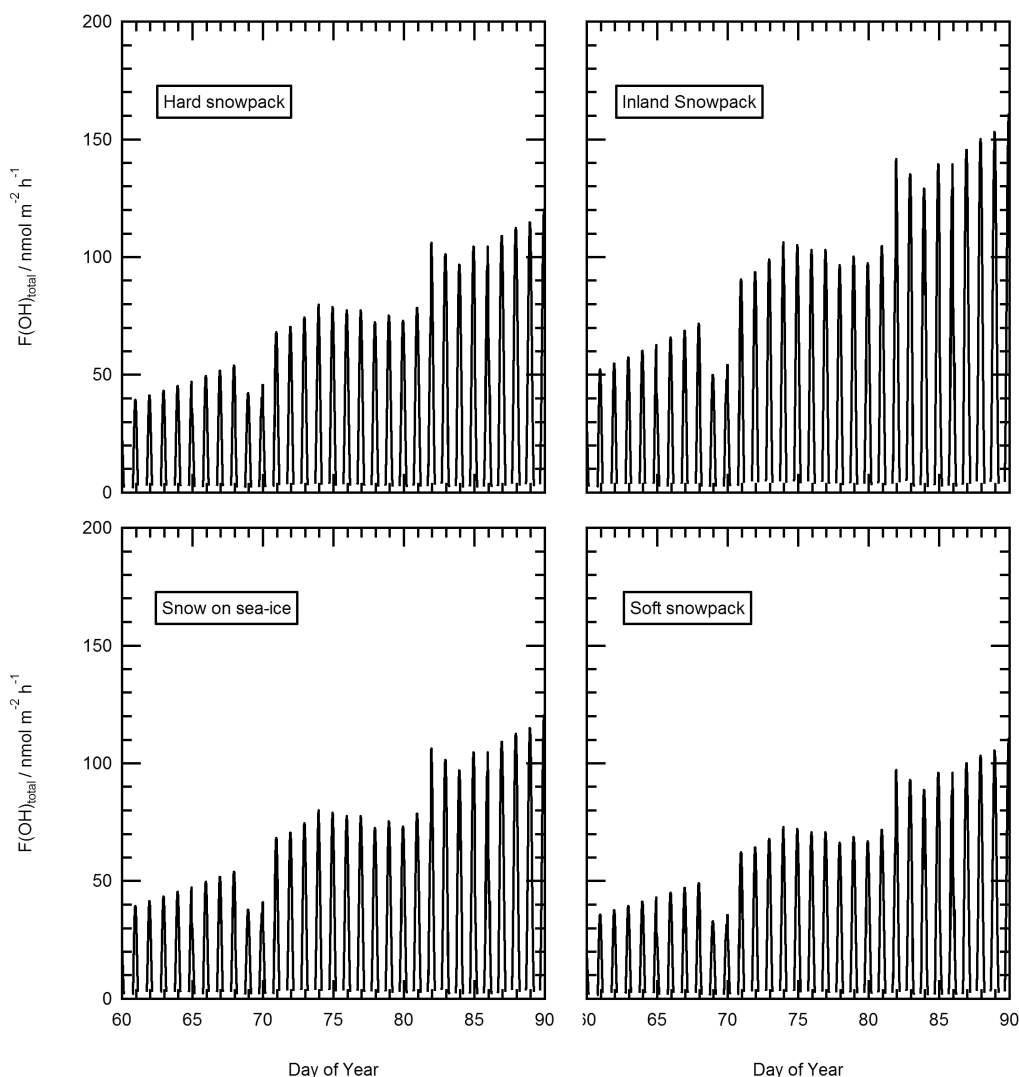 200
150
100
50
0
F(OH)total / nmol m-2 h-1
Hard snowpack
Inland Snowpack
200
150
100
50
0
F(OH)total / nmol m-2 h-1
Snow on sea-ice
Soft snowpack
60 65 70 75 80 85 90
65 70 75 80 85 90
Day of Year
Day of Year